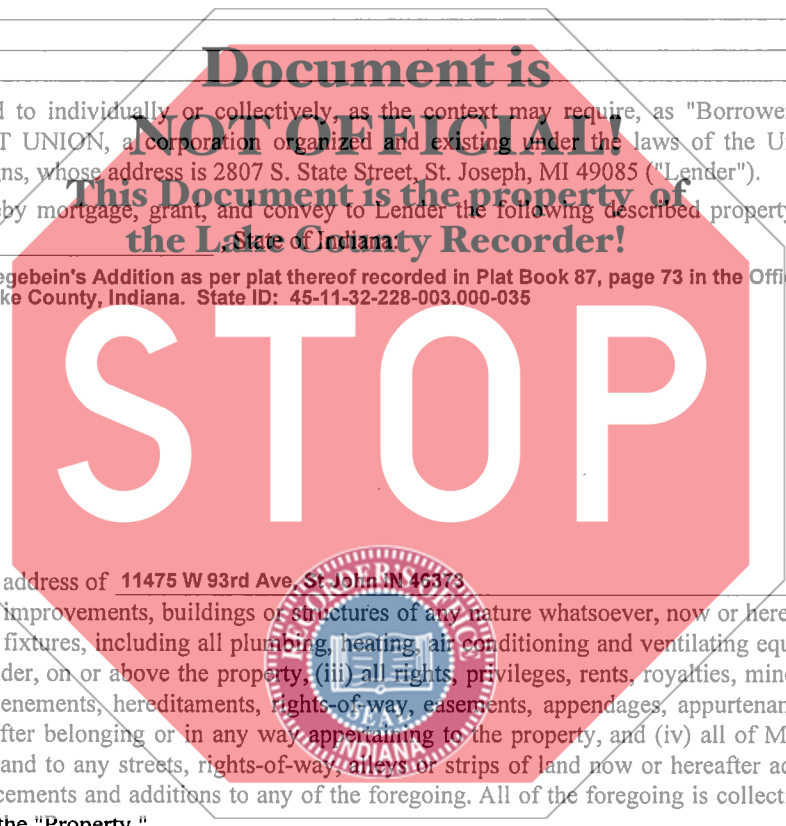 Document is
d to individually or collectively, as the context may require, as "Borrower
NOT OFFICIAL!
T UNION, a corporation organized and existing under the laws of the Un
ns, whose address is 2807 S. State Street, St. Joseph, MI 49085 ("Lender").
This Document is the property of
eby mortgage, grant, and convey to Lender the following described property
the Lake County Recorder!
, State of Indiana:
egebein's Addition as per plat thereof recorded in Plat Book 87, page 73 in the Offi
ke County, Indiana. State ID: 45-11-32-228-003.000-035
STOP
address of 11475 W 93rd Ave, St John IN 46373
improvements, buildings or structures of any nature whatsoever, now or here
fixtures, including all plumbing, heating, air conditioning and ventilating equ
der, on or above the property, (iii) all rights, privileges, rents, royalties, mine
enements, hereditaments, rights-of-way, easements, appendages, appurtenan
fter belonging or in any way appertaining to the property, and (iv) all of M
and to any streets, rights-of-way, alleys or strips of land now or hereafter ad
cements and additions to any of the foregoing. All of the foregoing is collecti
the "Property."
SEAL
INDIANA